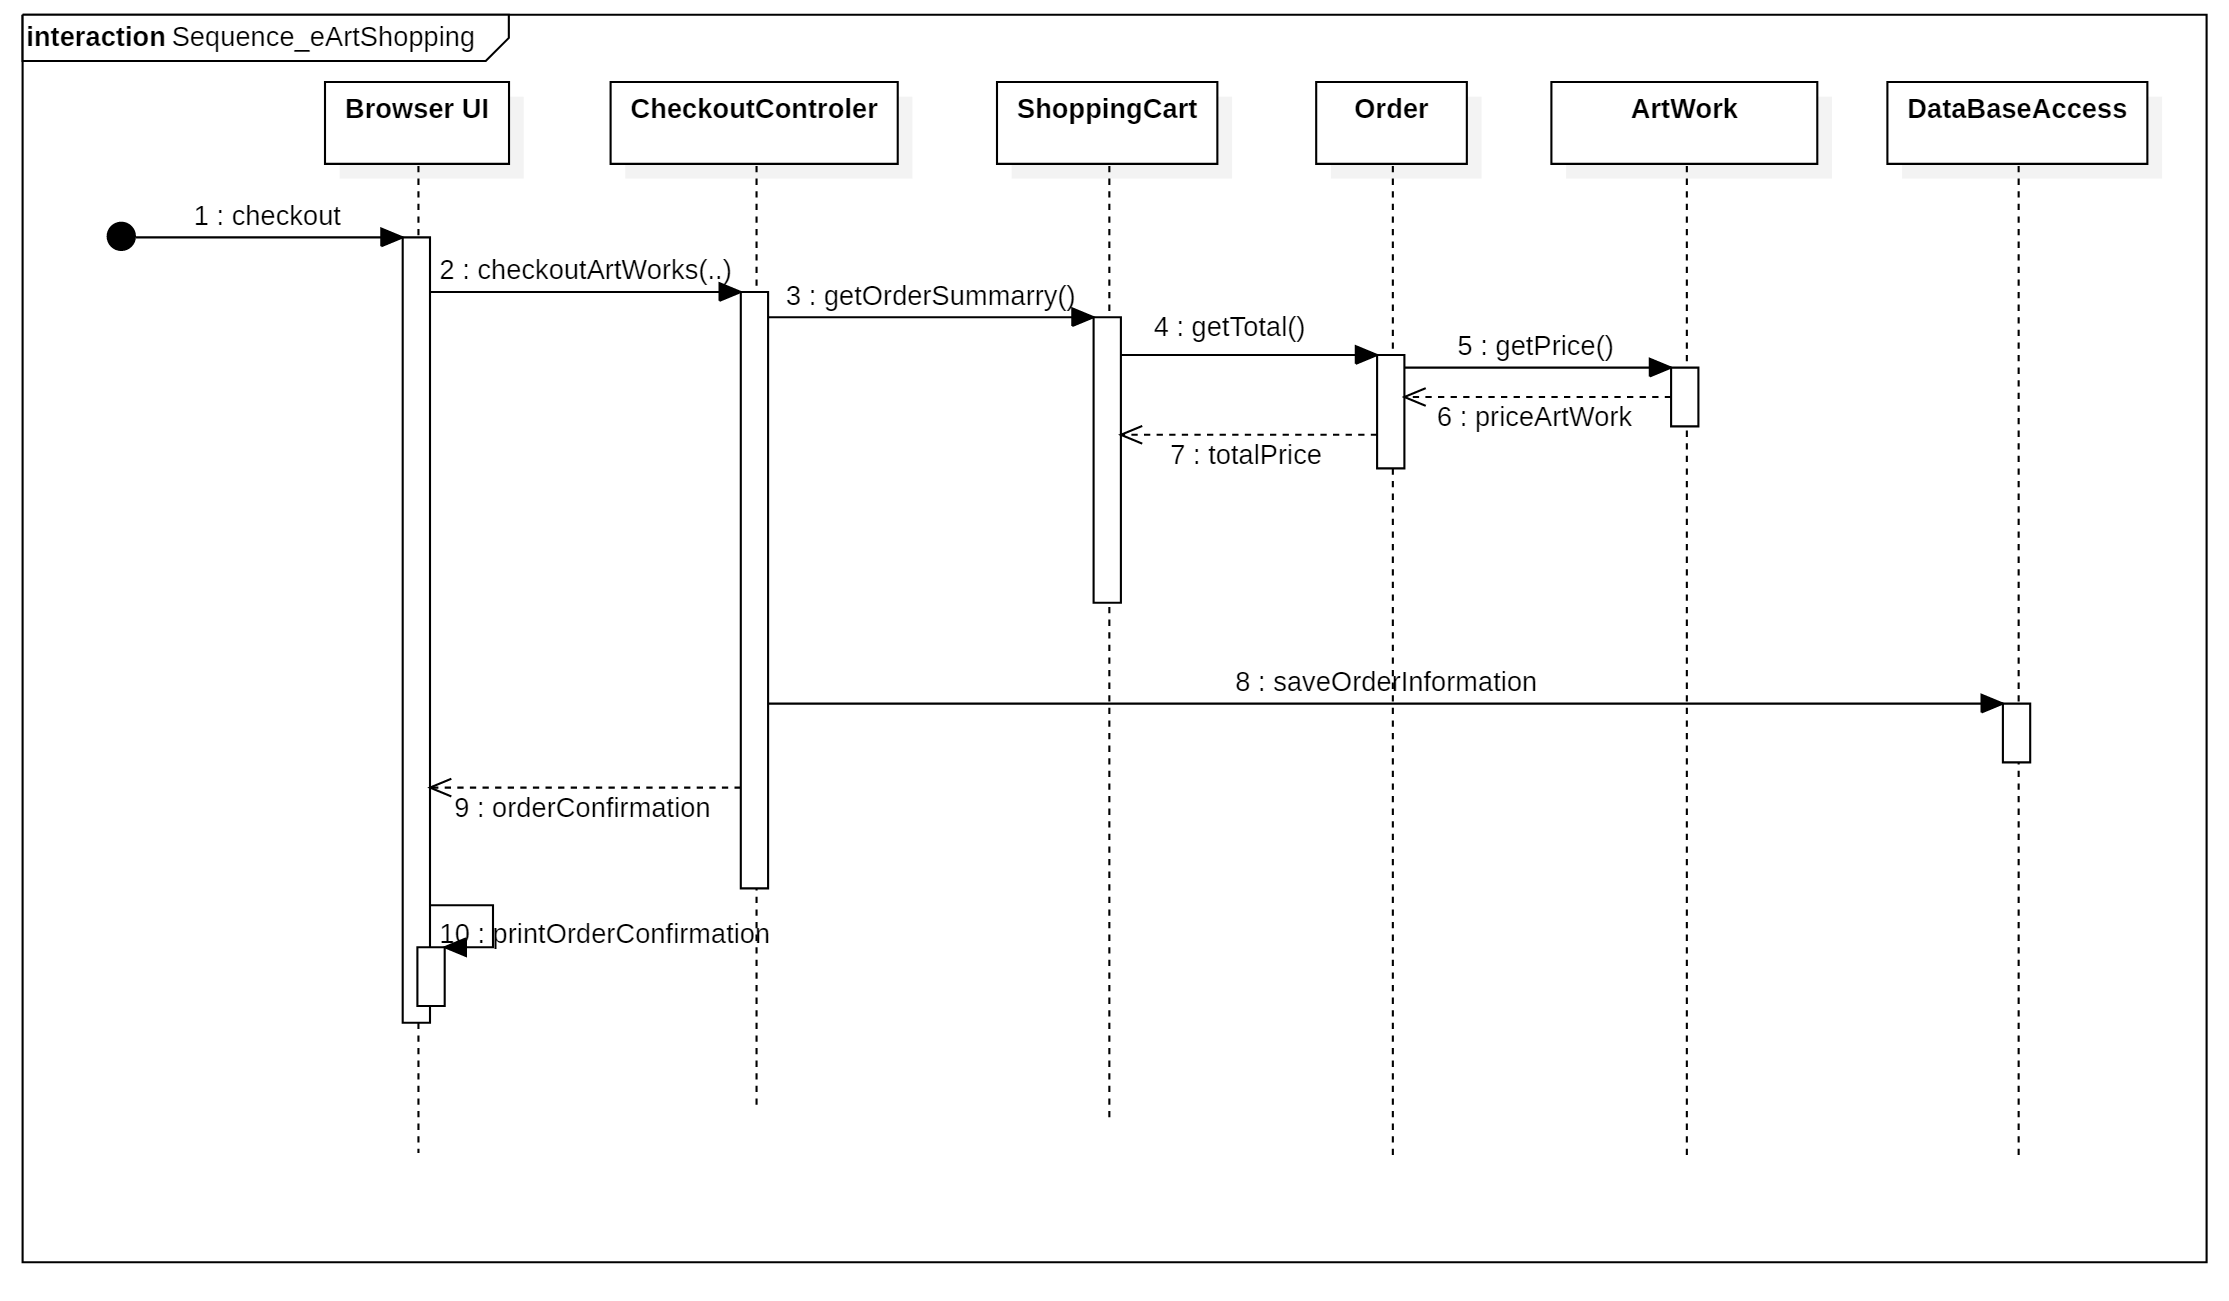 interaction Sequence_eArtShopping
Browser UI
CheckoutControler
ShoppingCart
Order
ArtWork
DataBaseAccess
1 : checkout
2 : checkoutArtWorks(..)
3 : getOrderSummarry()
4 : getTotal()
5 : getPrice()
6 : priceArtWork
7 : totalPrice
8 : saveOrderInformation
9 : orderConfirmation
10 : printOrderConfirmation